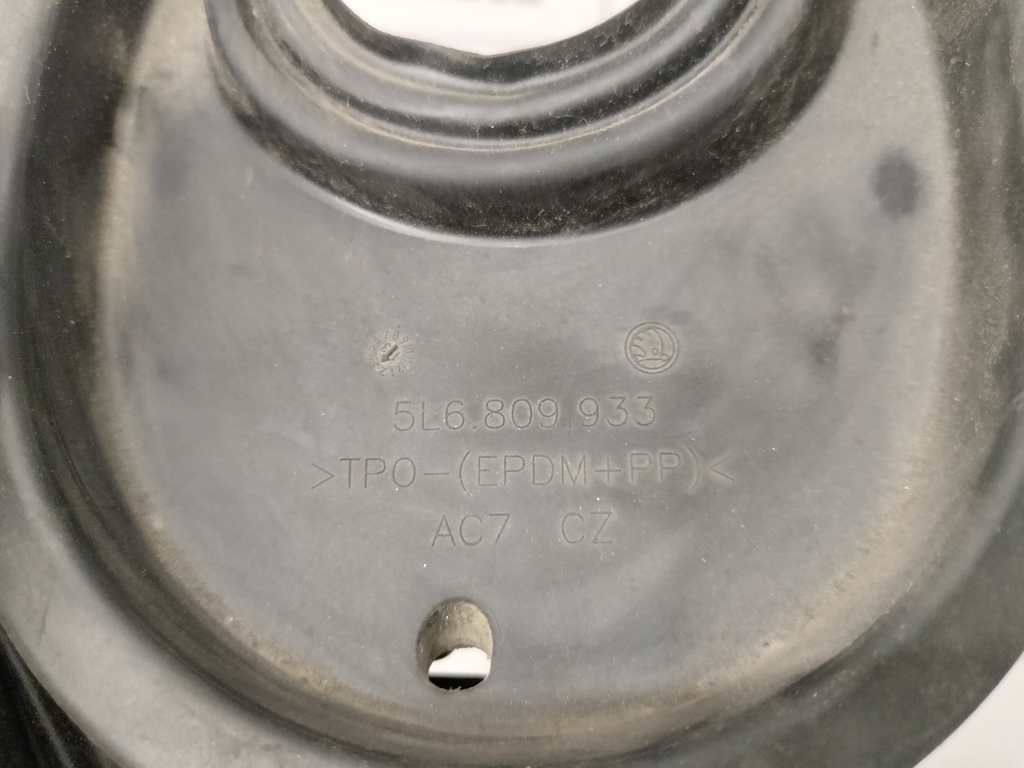 5L6.809.933
>TPO-(EPDM+PP)<
AC7 CZ